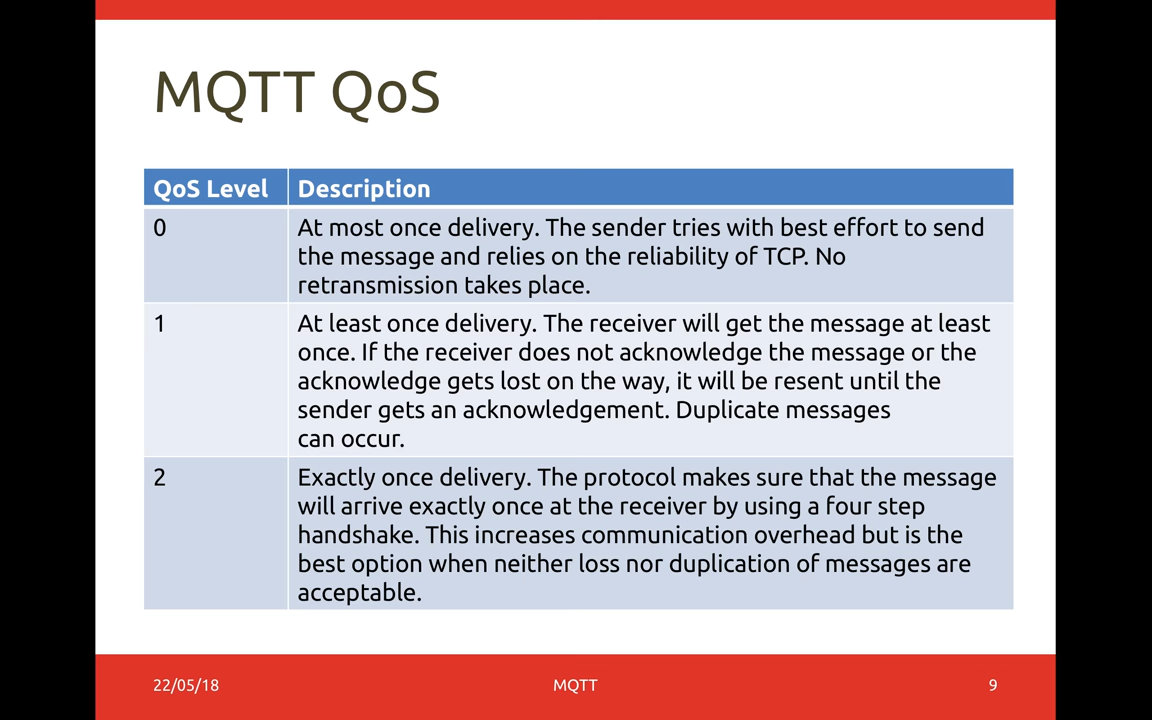 MQTT QoS
QoS Level Description
0 At most once delivery. The sender tries with best effort to send
the message and relies on the reliability of TCP. No
retransmission takes place.
1 At least once delivery. The receiver will get the message at least
once. If the receiver does not acknowledge the message or the
acknowledge gets lost on the way, it will be resent until the
sender gets an acknowledgement. Duplicate messages
can occur.
2 Exactly once delivery. The protocol makes sure that the message
will arrive exactly once at the receiver by using a four step
handshake. This increases communication overhead but is the
best option when neither loss nor duplication of messages are
acceptable.
22/05/18 MQTT 9